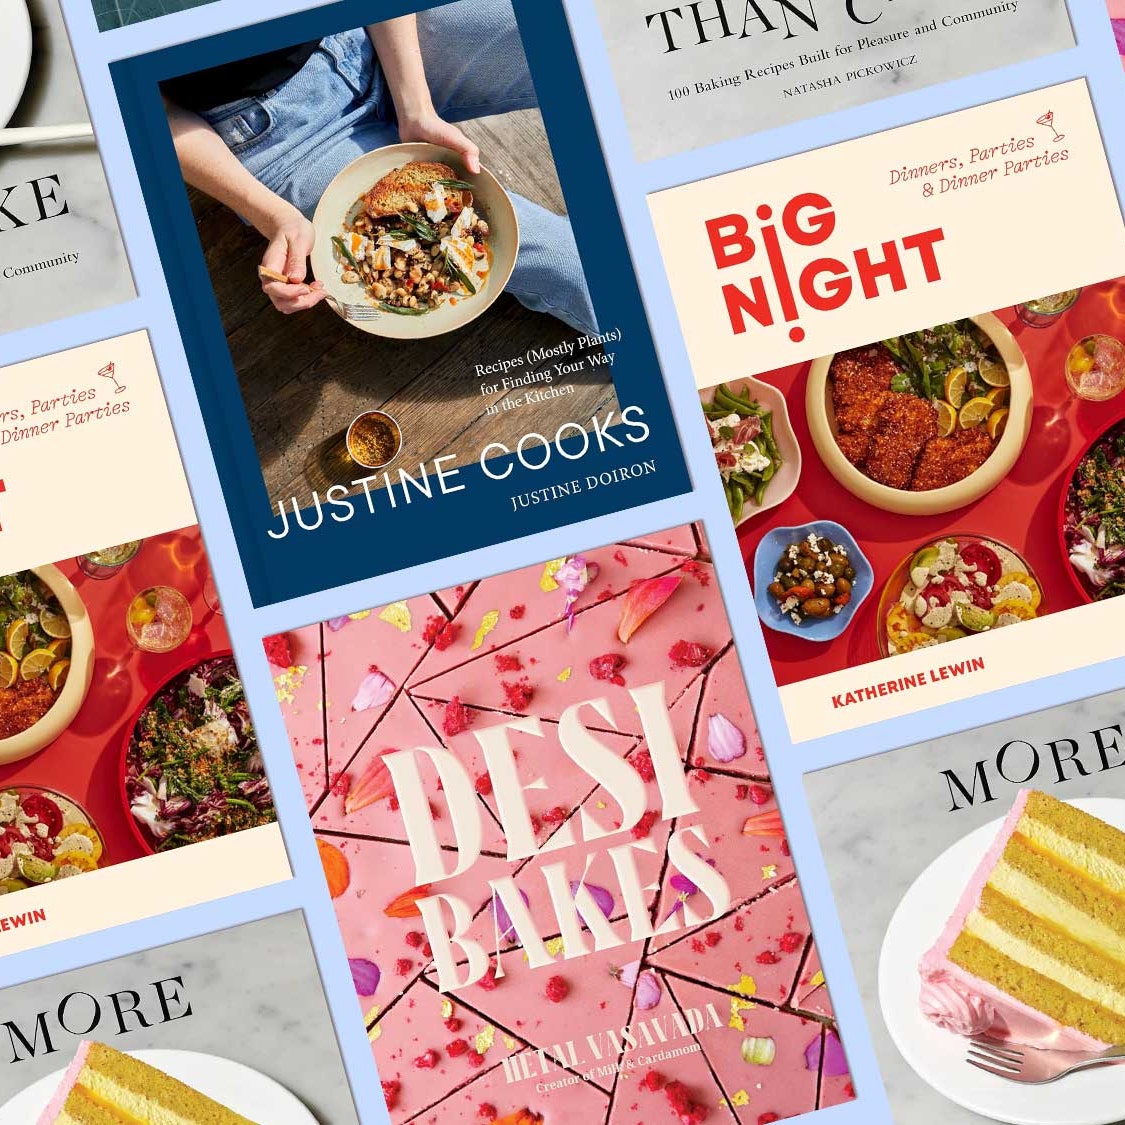 KE
Community
rs, Parties
Dinner Parties
T
EWIN
MORE
Recipes (Mostly Plants)
for Finding Your Way
in the Kitchen
JUSTINE COOKS
JUSTINE DOIRON
DESI
BAKES
HETAL VASAVADA
Creator of Milk & Cardamom
THAN C
100 Baking Recipes Built for Pleasure and Community
NATASHA PICKOWICZ
Dinners, Parties
& Dinner Parties
BiG
NiGHT
KATHERINE LEWIN
MORE